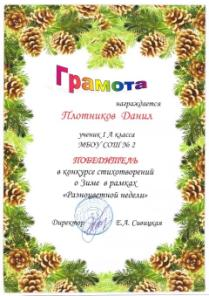 Грамота
награждается
Плотников Данил
ученик 1 А класса
МБОУ СОШ № 2
ПОБЕДИТЕЛЬ
в конкурсе стихотворений
о Зиме в рамках
«Разноцветной недели»
Директор Е.А. Сивицкая